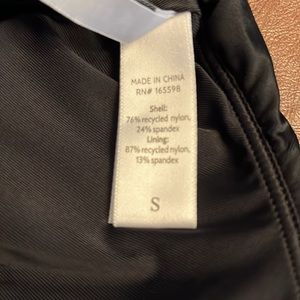 MADE IN CHINA
RN# 165598
Shell:
76% recycled nylon,
24% spandex
Lining:
87% recycled nylon,
13% spandex
S